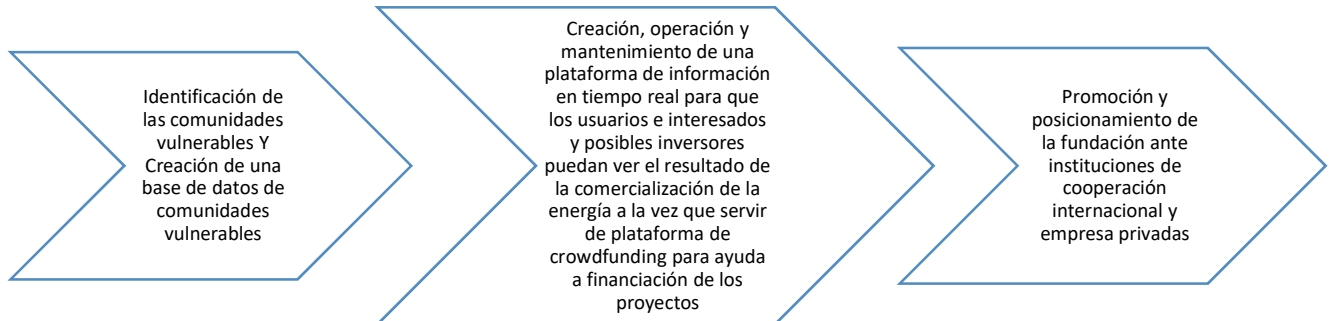 Identificación de
las comunidades
vulnerables Y
Creación de una
base de datos de
comunidades
vulnerables
Creación, operación y
mantenimiento de una
plataforma de información
en tiempo real para que
los usuarios e interesados
y posibles inversores
puedan ver el resultado de
la comercialización de la
energía a la vez que servir
de plataforma de
crowdfunding para ayuda
a financiación de los
proyectos
Promoción y
posicionamiento de
la fundación ante
instituciones de
cooperación
internacional y
empresa privadas